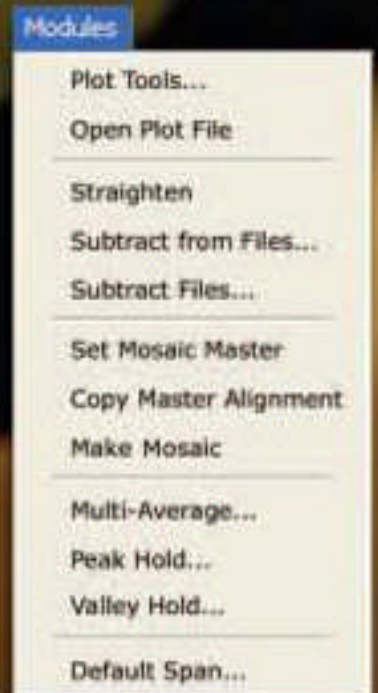 Modules
Plot Tools...
Open Plot File
Straighten
Subtract from Files...
Subtract Files...
Set Mosaic Master
Copy Master Alignment
Make Mosaic
Multi-Average...
Peak Hold...
Valley Hold...
Default Span...